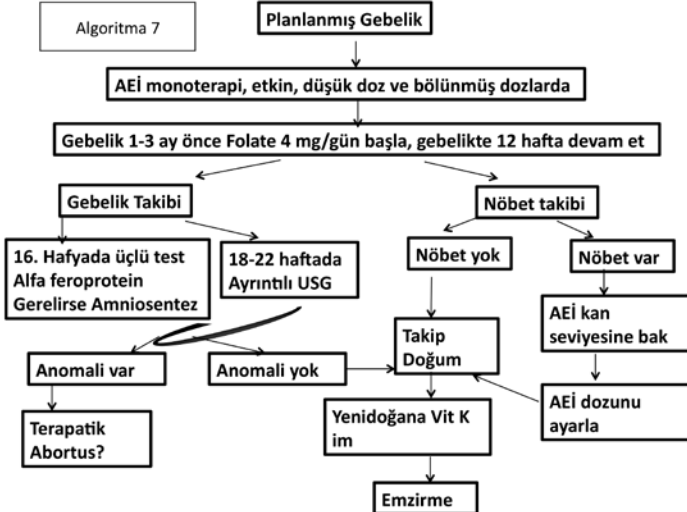 Algoritma 7
Planlanmış Gebelik
AEİ monoterapi, etkin, düşük doz ve bölünmüş dozlarda
Gebelik 1-3 ay önce Folate 4 mg/gün başla, gebelikte 12 hafta devam et
Gebelik Takibi
Nöbet takibi
16. Hafyada üçlü test
Alfa feroprotein
Gerelirse Amniosentez
18-22 haftada
Ayrıntılı USG
Nöbet yok
Nöbet var
AEİ kan
seviyesine bak
Takip
Doğum
Anomali var
Anomali yok
AEİ dozunu
ayarla
Terapatik
Abortus?
Yenidoğana Vit K
im
Emzirme